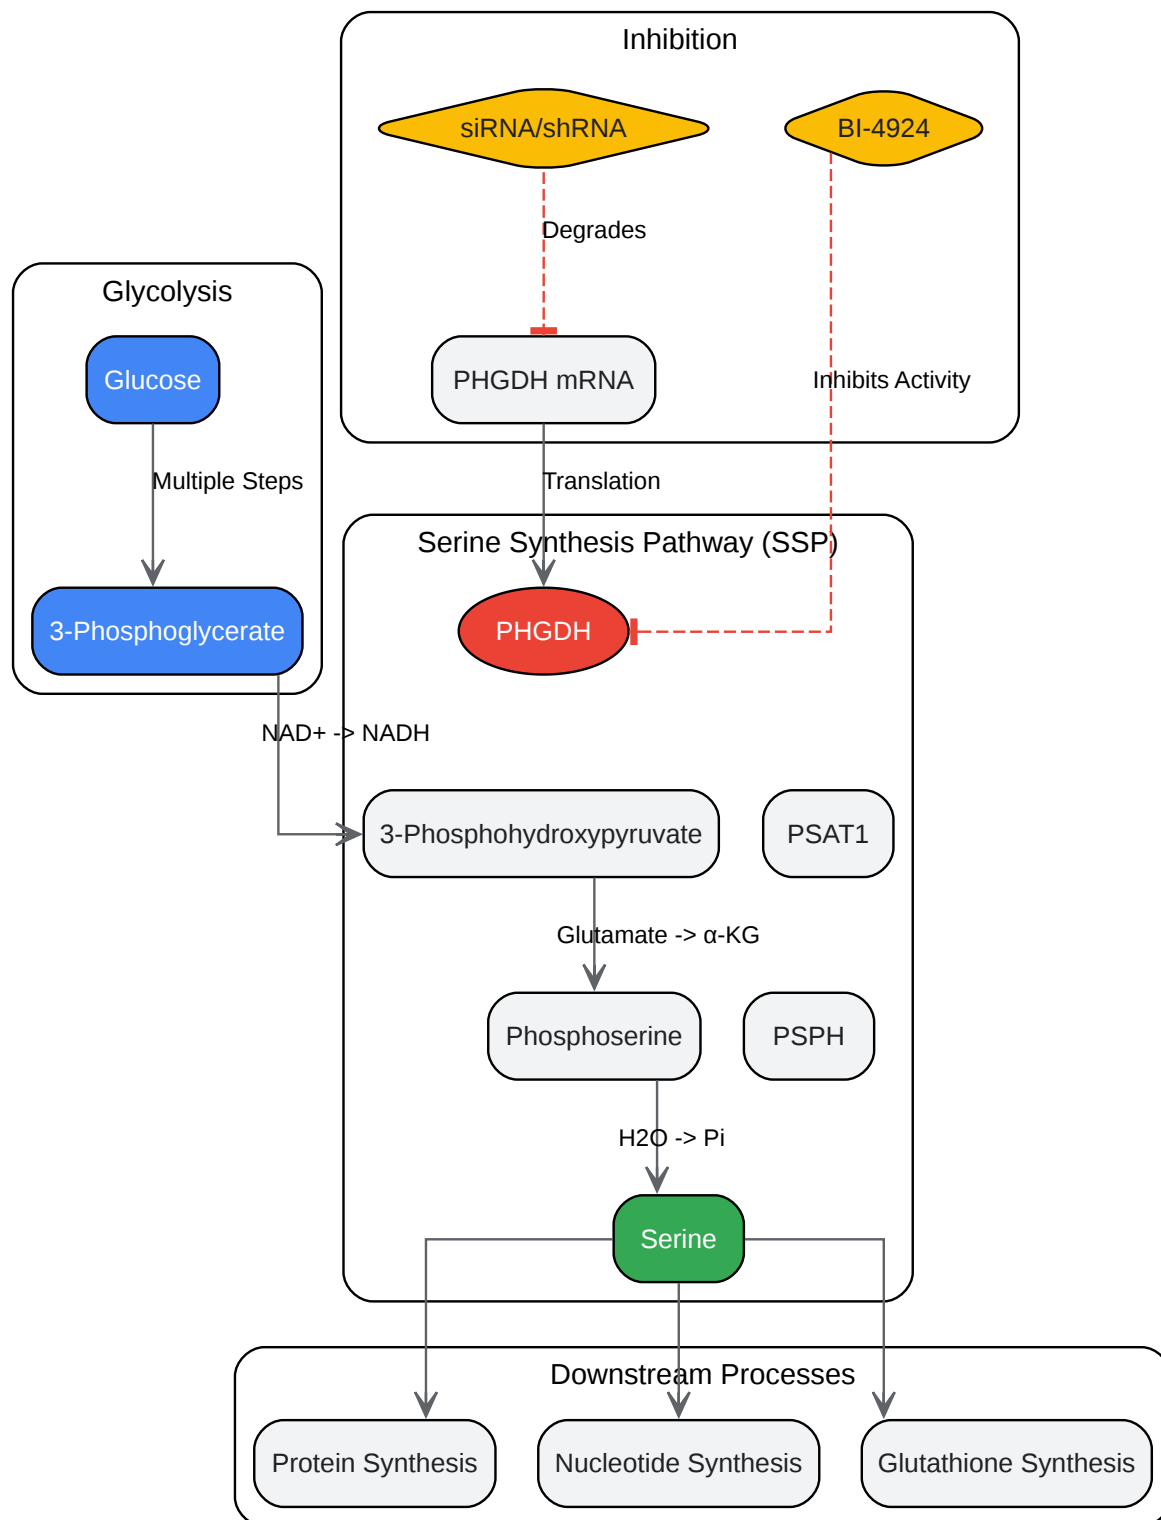 Inhibition
siRNA/shRNA
BI-4924
Degrades
Glycolysis
Glucose
PHGDH mRNA
Inhibits Activity
Multiple Steps
Translation
Serine Synthesis Pathway (SSP)
3-Phosphoglycerate
PHGDH
NAD+ -> NADH
3-Phosphohydroxypyruvate
PSAT1
Glutamate -> α-KG
Phosphoserine
PSPH
H2O -> Pi
Serine
Downstream Processes
Protein Synthesis
Nucleotide Synthesis
Glutathione Synthesis